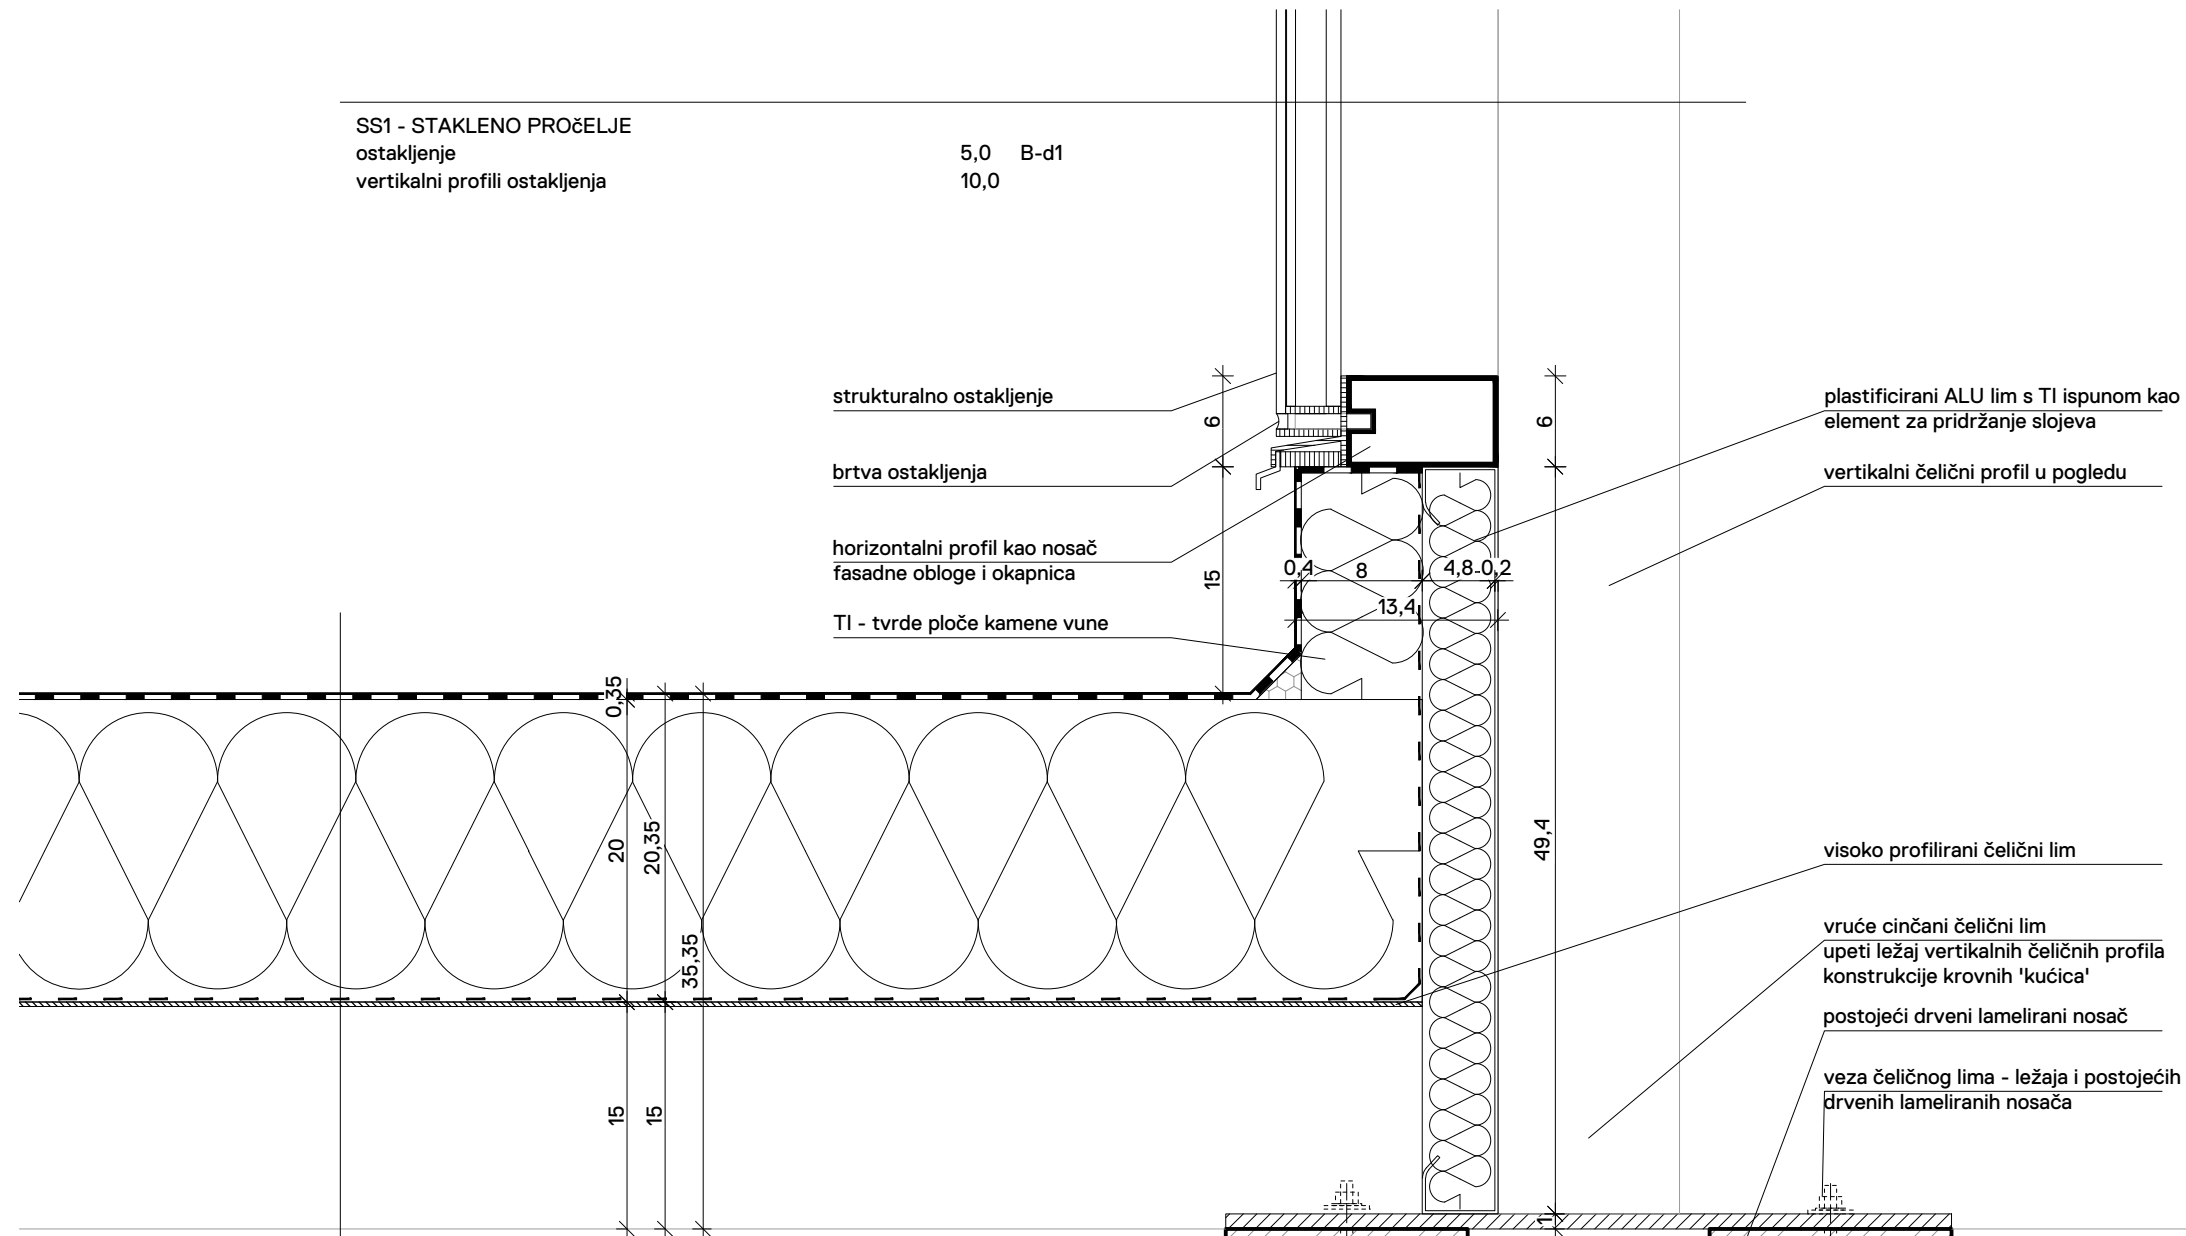 SS1 - STAKLENO PROčELJE
ostakljenje 5,0 B-d1
vertikalni profili ostakljenja 10,0
strukturalno ostakljenje
brtva ostakljenja
horizontalni profil kao nosač
fasadne obloge i okapnica
TI - tvrde ploče kamene vune
plastificirani ALU lim s TI ispunom kao
element za pridržanje slojeva
vertikalni čelični profil u pogledu
visoko profilirani čelični lim
vruće cinčani čelični lim
upeti ležaj vertikalnih čeličnih profila
konstrukcije krovnih 'kućica'
postojeći drveni lamelirani nosač
veza čeličnog lima - ležaja i postojećih
drvenih lameliranih nosača
6
15
6
49,4
1
0,4
8
4,8
0,2
13,4
0,35
20
20,35
35,35
15
15